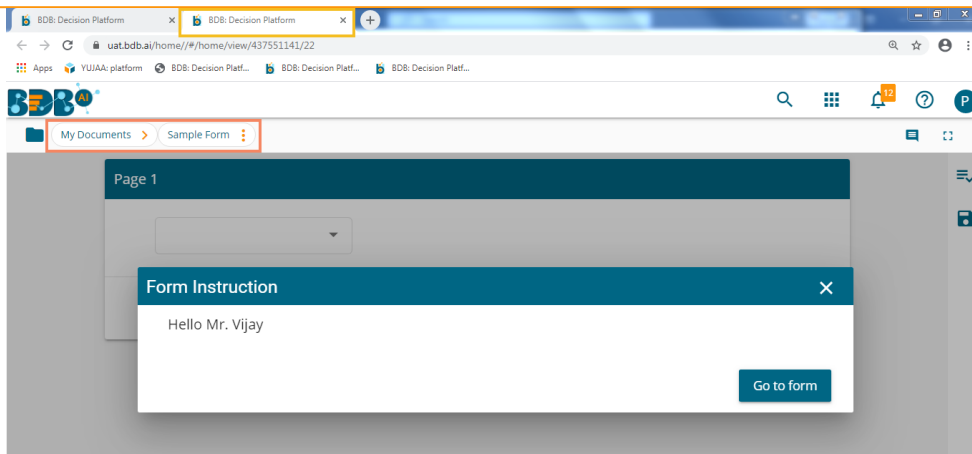 BDB: Decision Platform
BDB: Decision Platform
uat.bdb.ai/home//#/home/view/437551141/22
Apps YUJAA: platform BDB: Decision Platf... BDB: Decision Platf... BDB: Decision Platf...
BDB AI
12
P
My Documents > Sample Form
Page 1
Form Instruction
Hello Mr. Vijay
Go to form